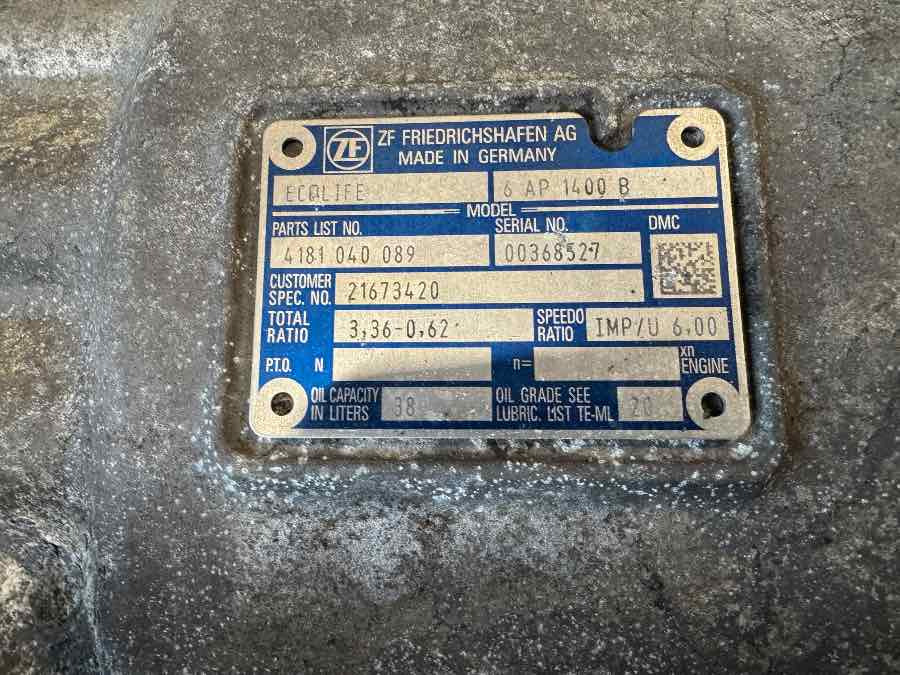 ZF
ZF FRIEDRICHSHAFEN AG
MADE IN GERMANY
ECOLIFE 6 AP 1400 B
MODEL
PARTS LIST NO. SERIAL NO. DMC
4181 040 089 00368527
CUSTOMER SPEC. NO. 21673420
TOTAL RATIO 3,36-0,62 SPEEDO RATIO IMP/U 6,00
P.T.O. N n= xn ENGINE
OIL CAPACITY IN LITERS 38 OIL GRADE SEE LUBRIC. LIST TE-ML 20